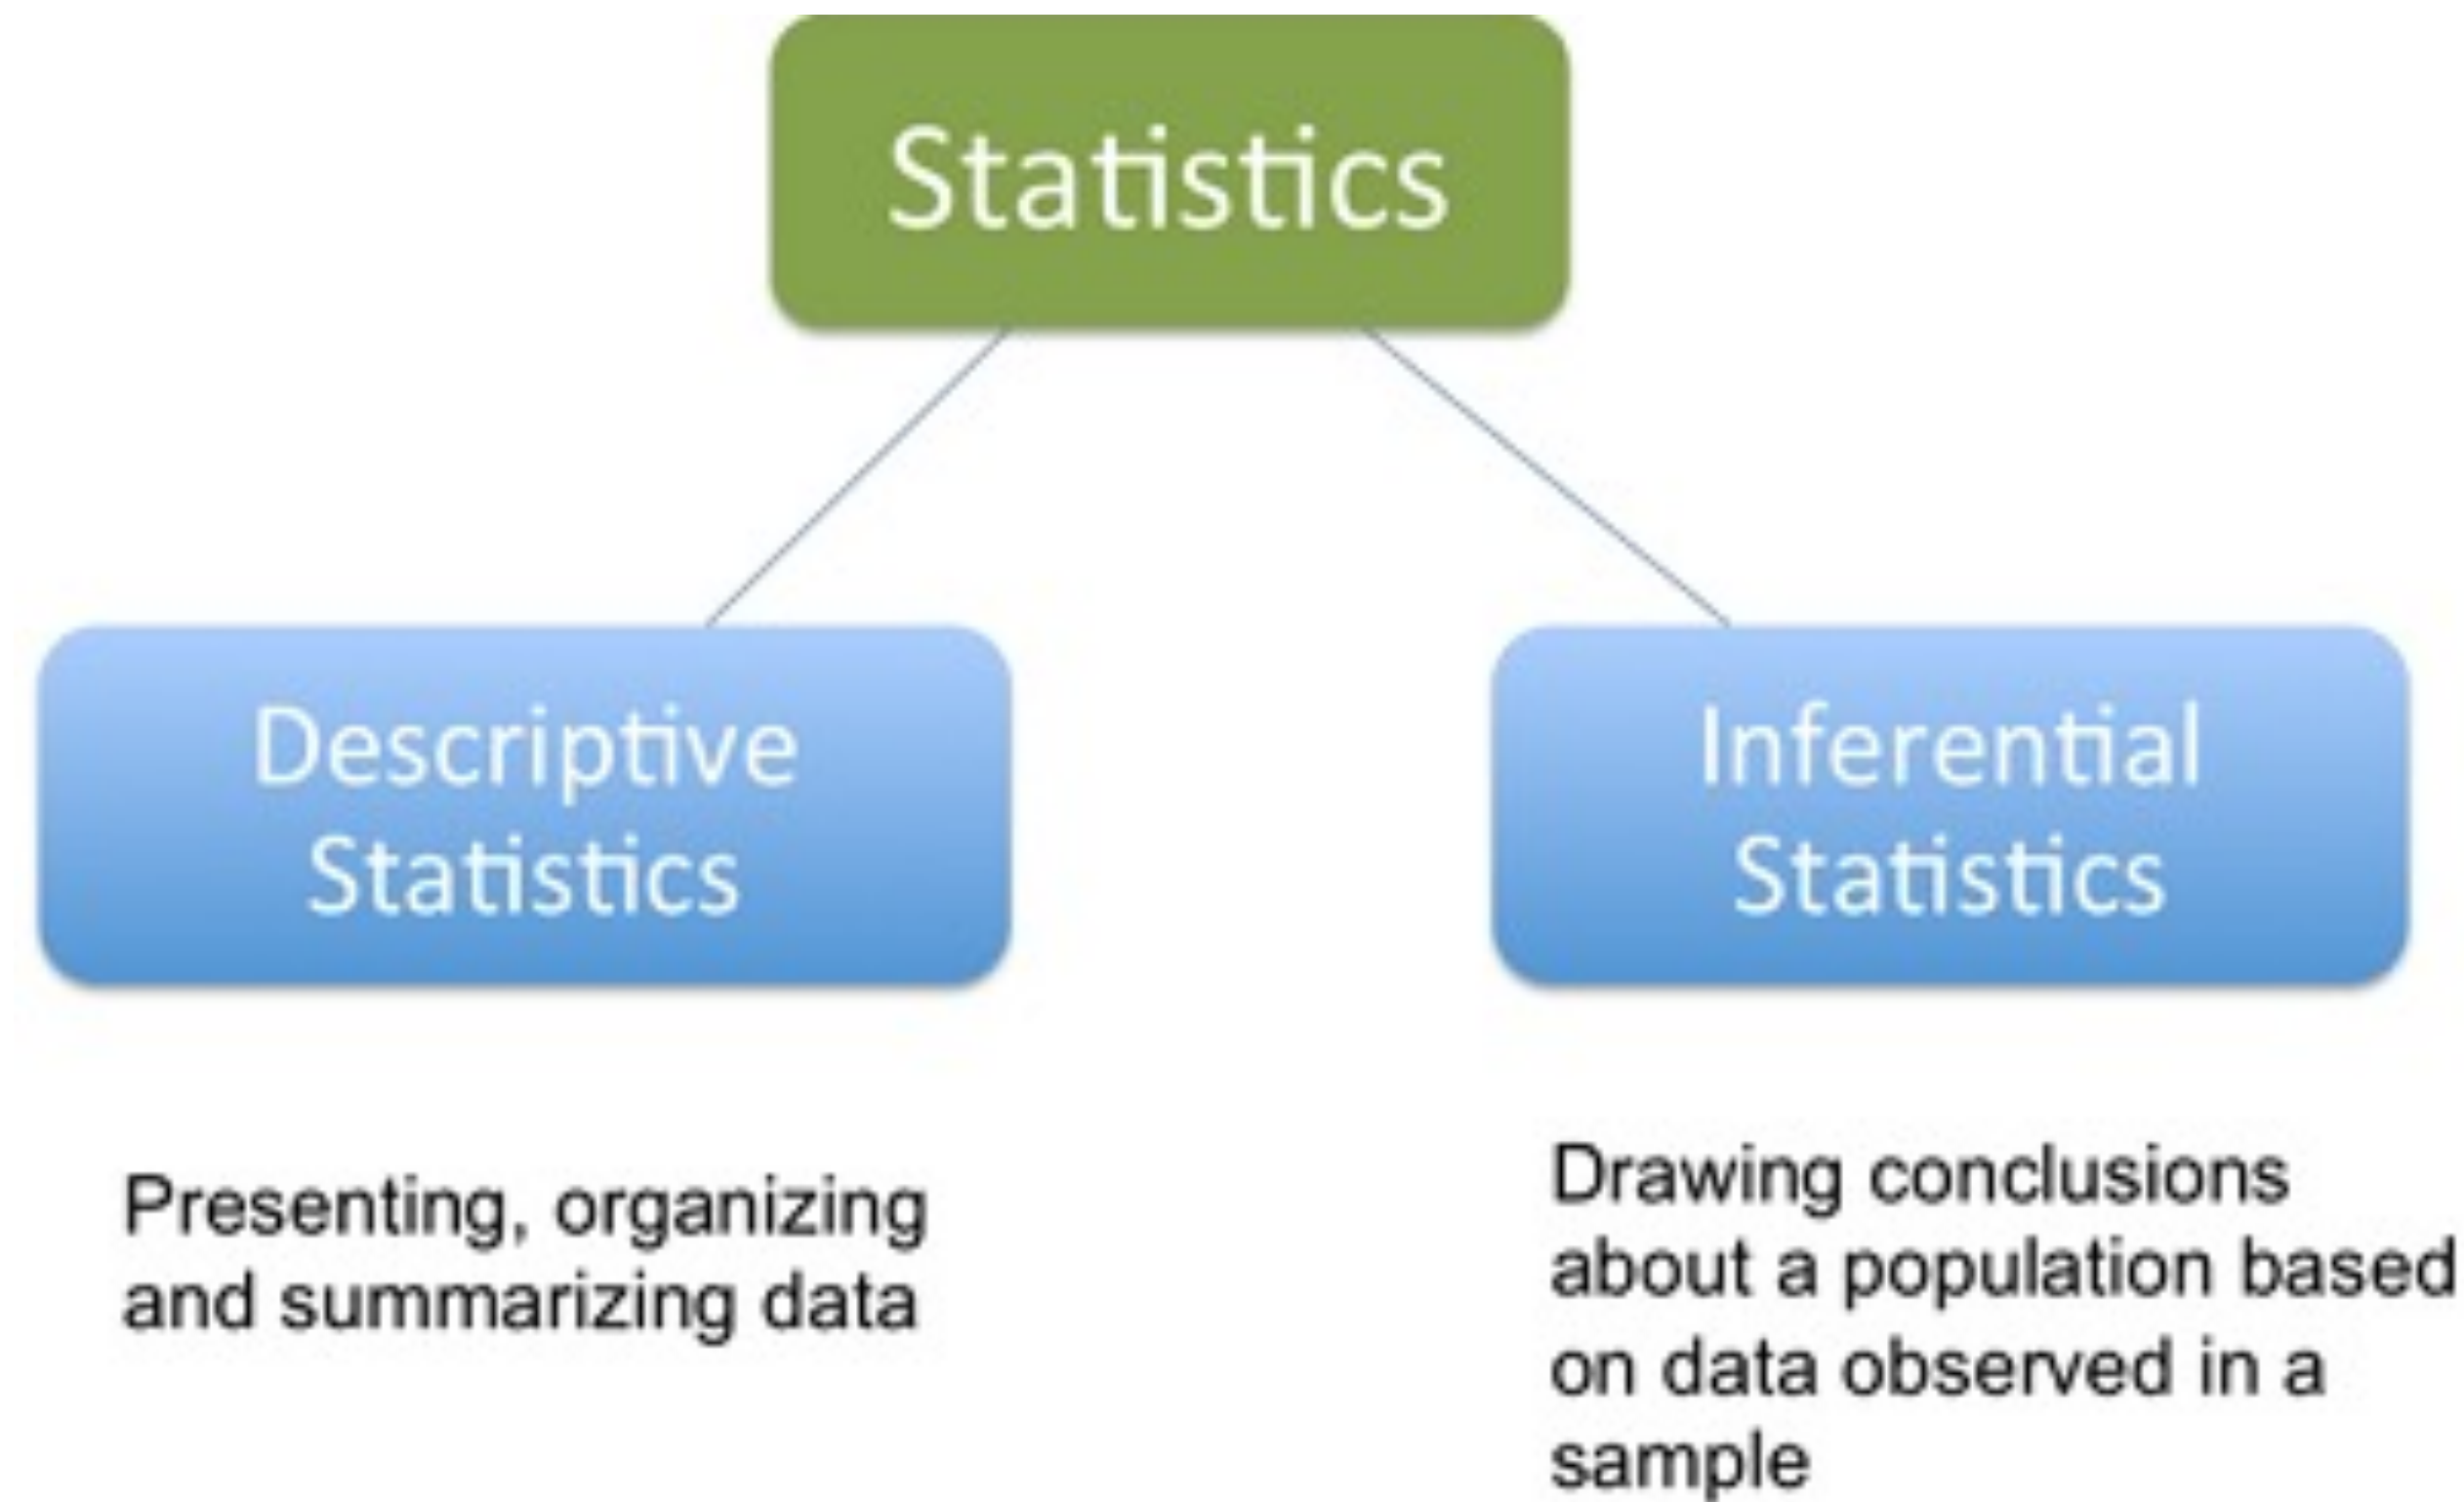 Statistics
Descriptive
Statistics
Inferential
Statistics
Presenting, organizing
and summarizing data
Drawing conclusions
about a population based
on data observed in a
sample